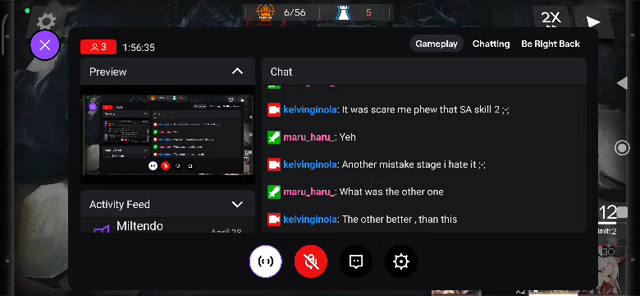 6/56
5
2X
3
1:56:35
Gameplay
Chatting
Be Right Back
Preview
Chat
kelvinginola: It was scare me phew that SA skill 2 ;-;
maru_haru_: Yeh
kelvinginola: Another mistake stage i hate it ;-;
maru_haru_: What was the other one
kelvinginola: The other better , than this
Activity Feed
Miltendo
April 28
12